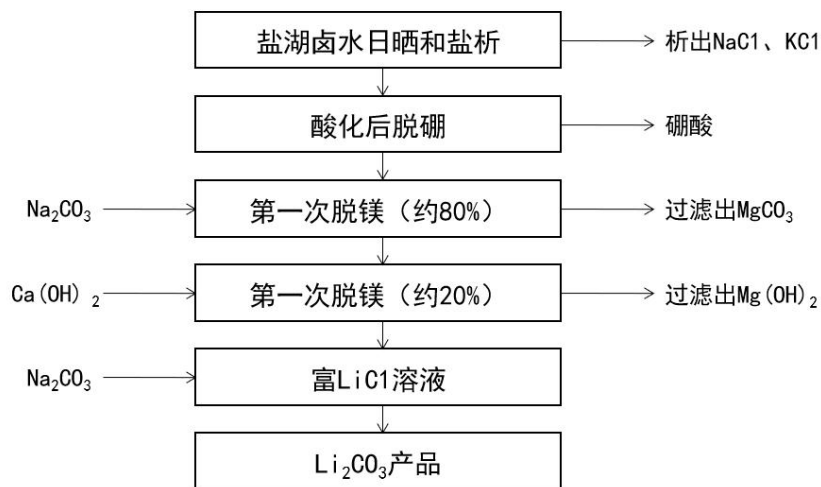 盐湖卤水日晒和盐析
析出NaCl、KCl
酸化后脱硼
硼酸
Na₂CO₃
第一次脱镁（约80%）
过滤出MgCO₃
Ca(OH)₂
第一次脱镁（约20%）
过滤出Mg(OH)₂
Na₂CO₃
富LiCl溶液
Li₂CO₃产品